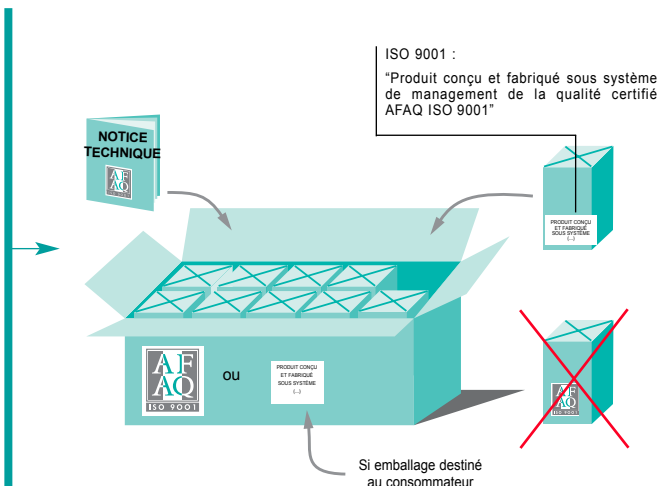 ISO 9001 :
“Produit conçu et fabriqué sous système
de management de la qualité certifié
AFAQ ISO 9001”
NOTICE
TECHNIQUE
AF
AQ
PRODUIT CONÇU
ET FABRIQUÉ
SOUS SYSTÈME
(...)
AF
AQ
ISO 9001
ou
PRODUIT CONÇU
ET FABRIQUÉ
SOUS SYSTÈME
(...)
AF
AQ
Si emballage destiné
au consommateur